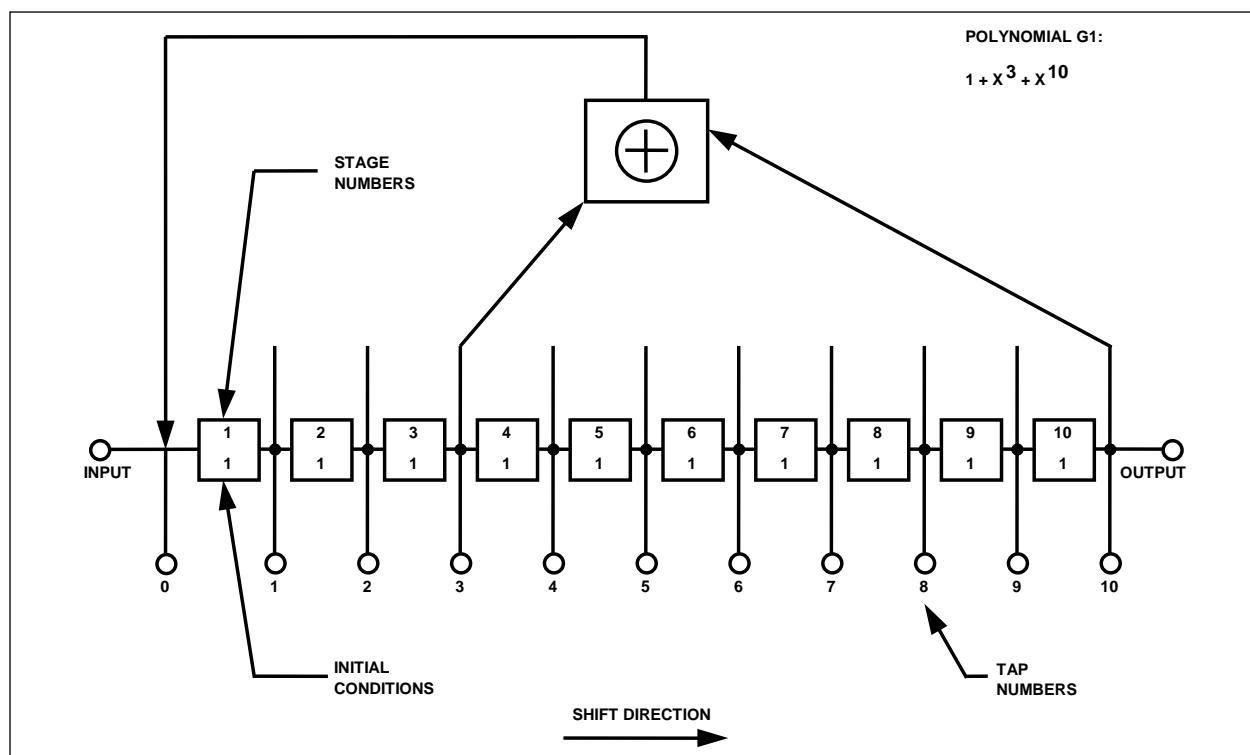 POLYNOMIAL G1:
1 + X 3 + X 10
STAGE
NUMBERS
1 2 3 4 5 6 7 8 9 10
1 1 1 1 1 1 1 1 1 1
INPUT
OUTPUT
0 1 2 3 4 5 6 7 8 9 10
INITIAL
CONDITIONS
TAP
NUMBERS
SHIFT DIRECTION